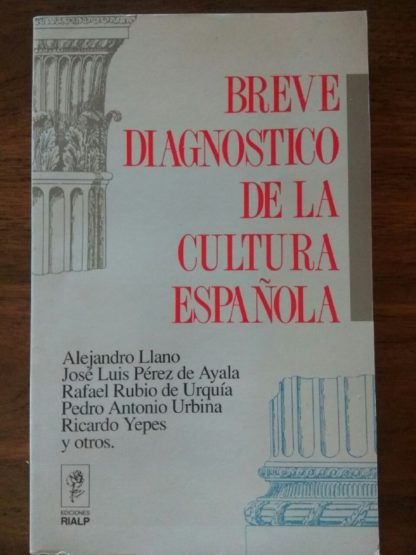 BREVE
DIAGNOSTICO
DE LA
CULTURA
ESPAÑOLA
Alejandro Llano
José Luis Pérez de Ayala
Rafael Rubio de Urquía
Pedro Antonio Urbina
Ricardo Yepes
y otros.
EDICIONES
RIALP